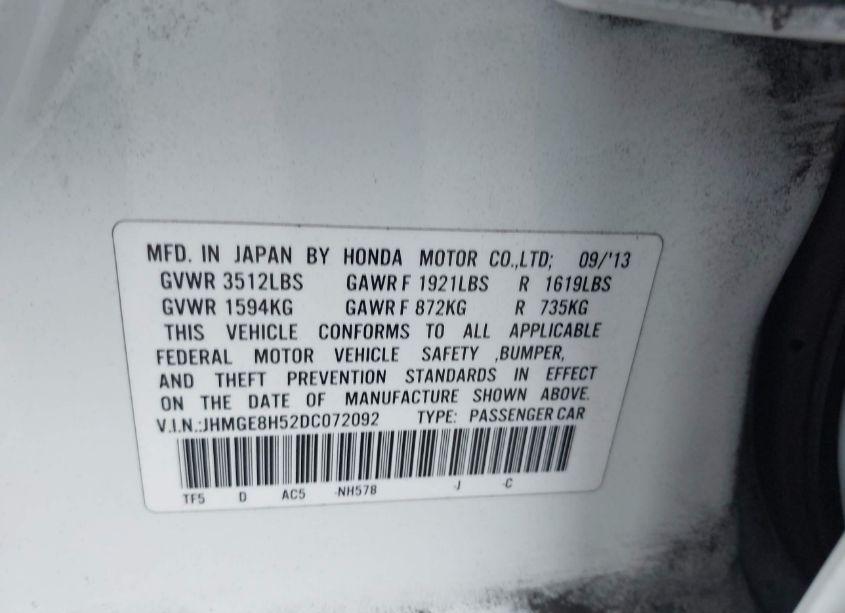 MFD. IN JAPAN BY HONDA MOTOR CO.,LTD; 09/'13
GVWR 3512LBS GAWR F 1921LBS R 1619LBS
GVWR 1594KG GAWR F 872KG R 735KG
THIS VEHICLE CONFORMS TO ALL APPLICABLE
FEDERAL MOTOR VEHICLE SAFETY ,BUMPER,
AND THEFT PREVENTION STANDARDS IN EFFECT
ON THE DATE OF MANUFACTURE SHOWN ABOVE.
V.I.N.:JHMGE8H52DC072092 TYPE: PASSENGER CAR
TF5 D AC5 -NH578 -J -C